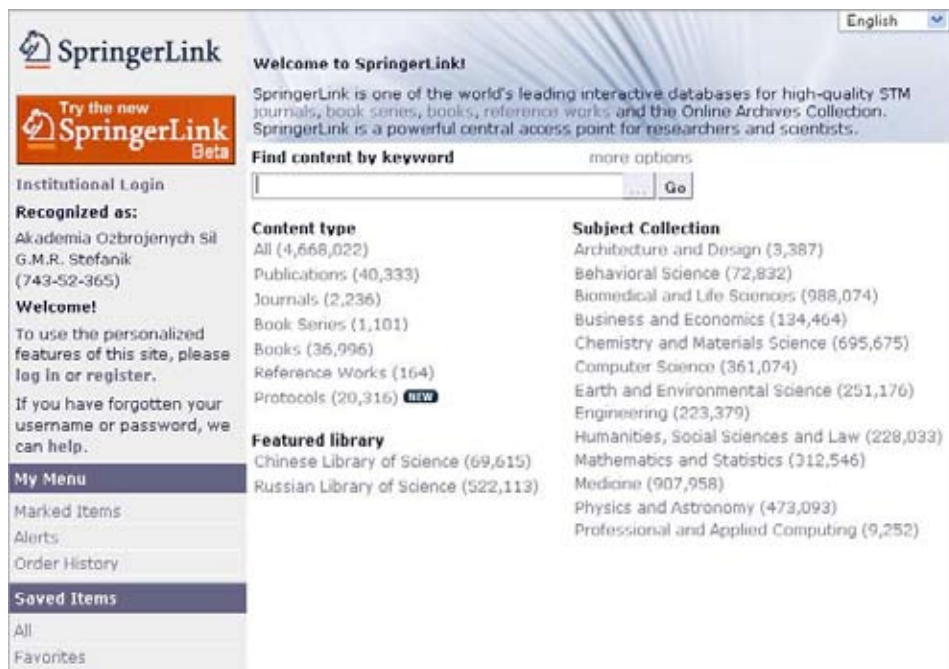 English
SpringerLink
Try the new
SpringerLink
Beta
Institutional Login
Recognized as:
Akademia Ozbrojenych Sil
G.M.R. Stefanik
(743-52-365)
Welcome!
To use the personalized
features of this site, please
log in or register.
If you have forgotten your
username or password, we
can help.
My Menu
Marked Items
Alerts
Order History
Saved Items
All
Favorites
Welcome to SpringerLink!
SpringerLink is one of the world's leading interactive databases for high-quality STM
journals, book series, books, reference works and the Online Archives Collection.
SpringerLink is a powerful central access point for researchers and scientists.
Find content by keyword
more options
...
Go
Content type
All (4,668,022)
Publications (40,333)
Journals (2,236)
Book Series (1,101)
Books (36,996)
Reference Works (164)
Protocols (20,316) NEW
Featured library
Chinese Library of Science (69,615)
Russian Library of Science (522,113)
Subject Collection
Architecture and Design (3,387)
Behavioral Science (72,832)
Biomedical and Life Sciences (988,074)
Business and Economics (134,464)
Chemistry and Materials Science (695,675)
Computer Science (361,074)
Earth and Environmental Science (251,176)
Engineering (223,379)
Humanities, Social Sciences and Law (228,033)
Mathematics and Statistics (312,546)
Medicine (907,958)
Physics and Astronomy (473,093)
Professional and Applied Computing (9,252)